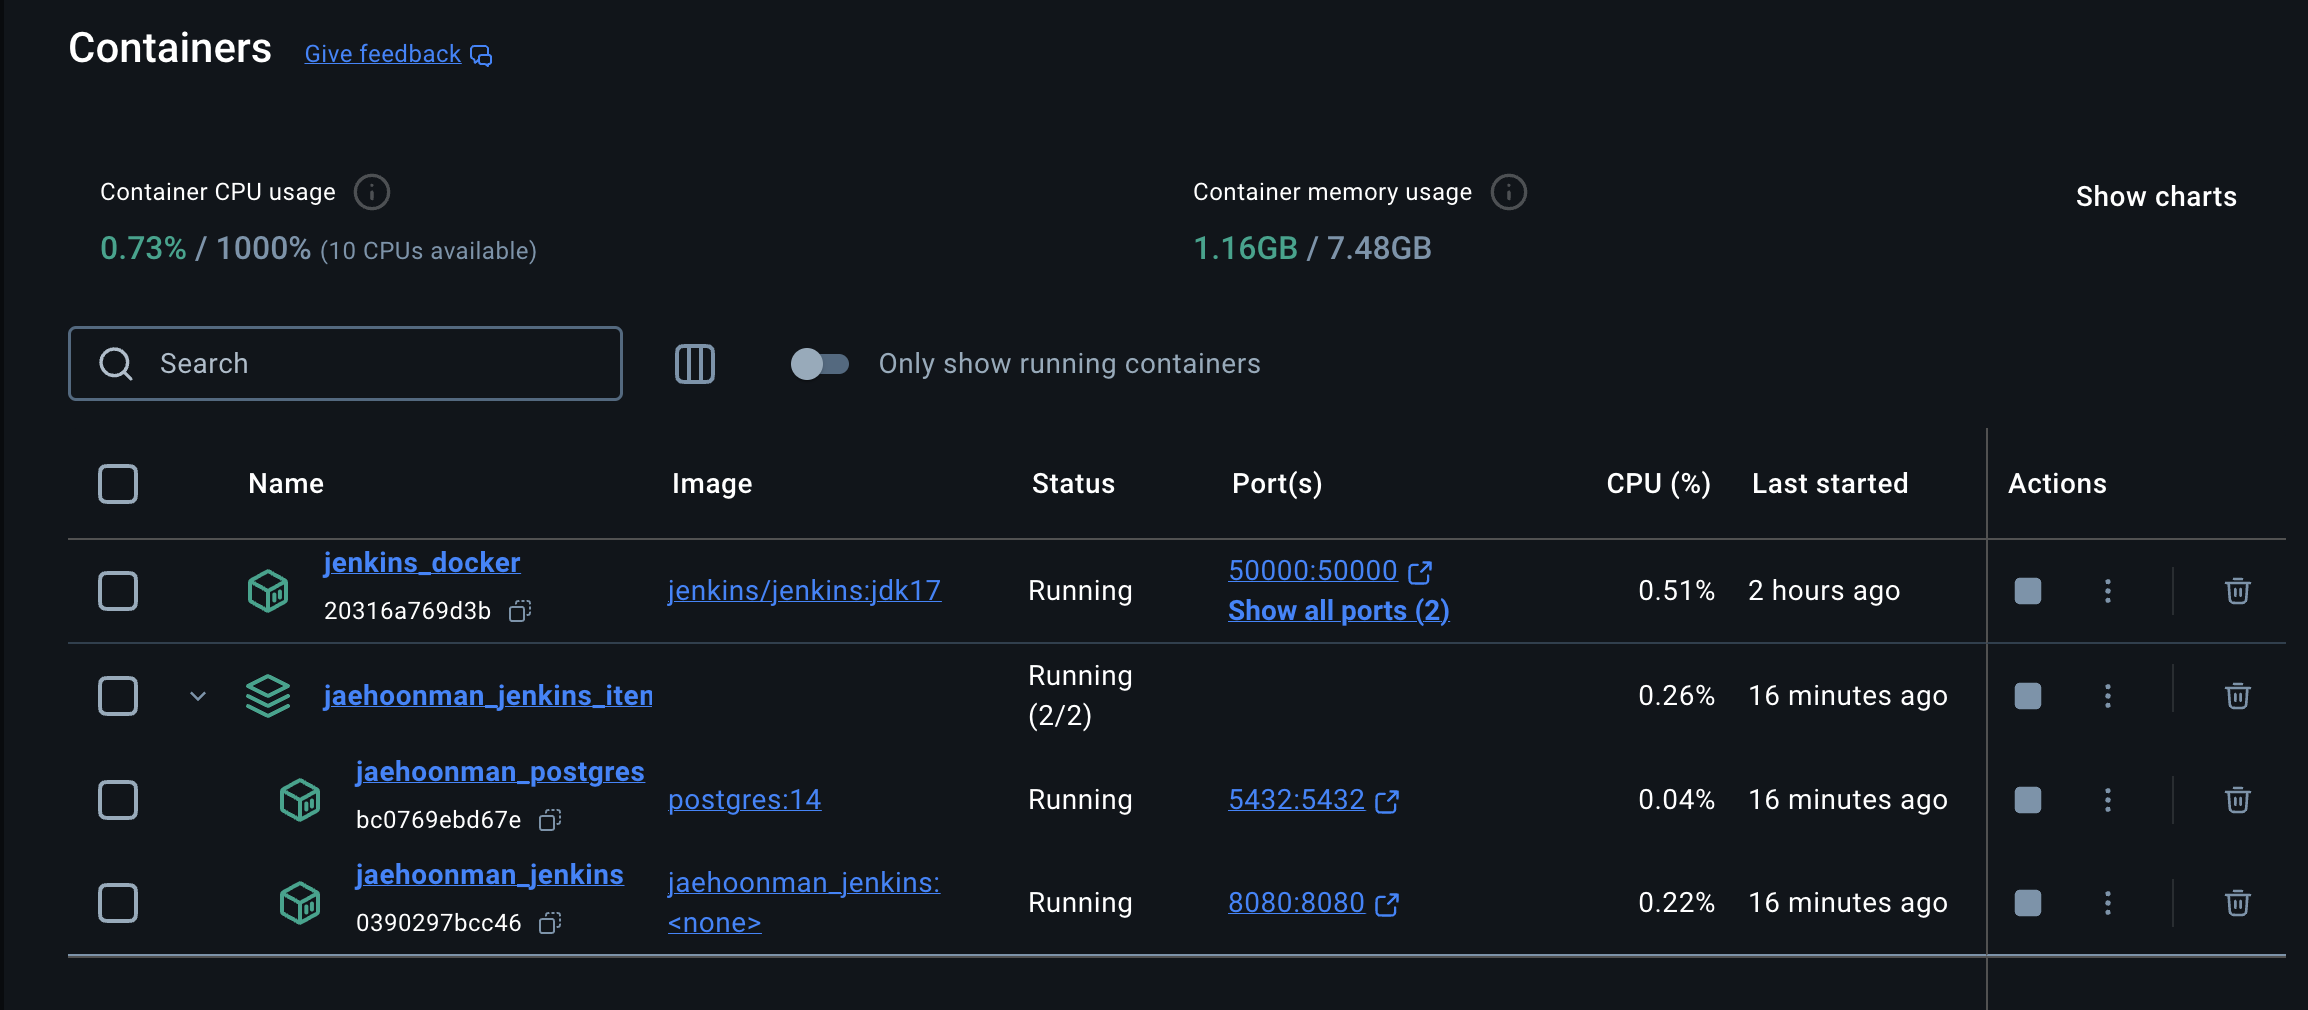 Containers Give feedback
Container CPU usage
0.73% / 1000% (10 CPUs available)
Container memory usage
1.16GB / 7.48GB
Show charts
Search
Only show running containers
Name Image Status Port(s) CPU (%) Last started Actions
jenkins_docker
20316a769d3b
jenkins/jenkins:jdk17
Running
50000:50000
Show all ports (2)
0.51%
2 hours ago
jaehoonman_jenkins_iten
Running
(2/2)
0.26%
16 minutes ago
jaehoonman_postgres
bc0769ebd67e
postgres:14
Running
5432:5432
0.04%
16 minutes ago
jaehoonman_jenkins
0390297bcc46
jaehoonman_jenkins:
<none>
Running
8080:8080
0.22%
16 minutes ago